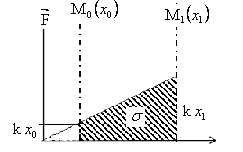 F⃗
M₀(x₀)
M₁(x₁)
σ
k x₁
k x₀